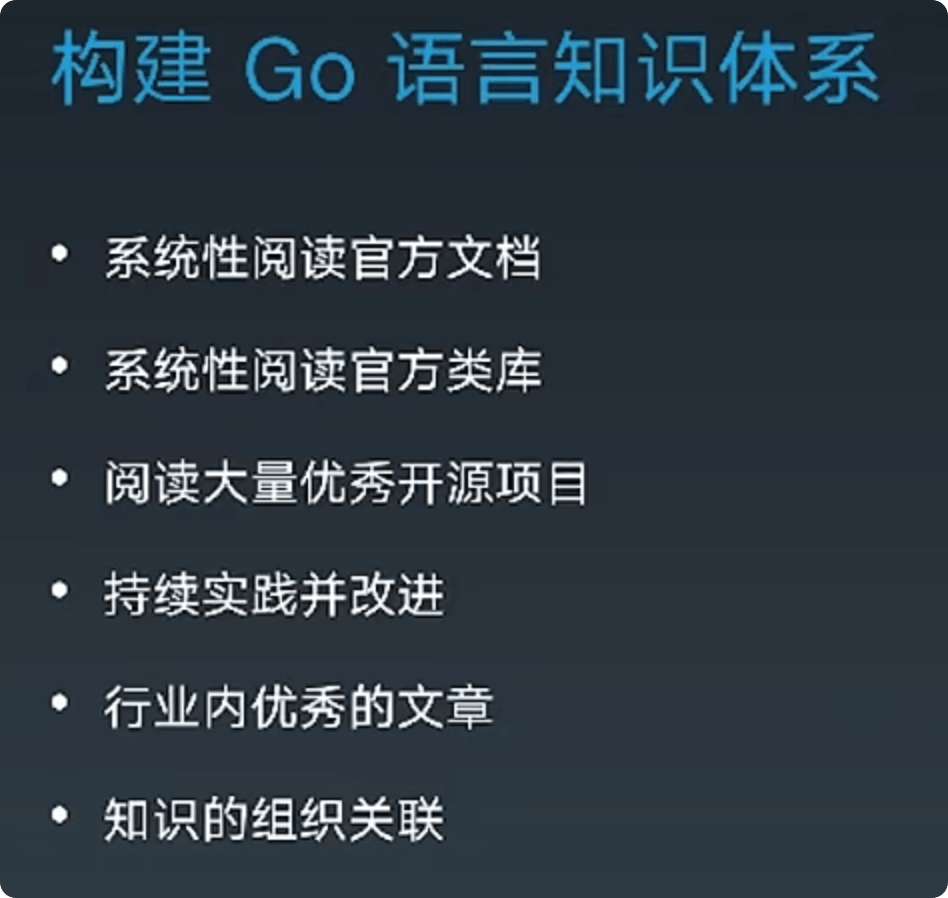 构建 Go 语言知识体系
• 系统性阅读官方文档
• 系统性阅读官方类库
• 阅读大量优秀开源项目
• 持续实践并改进
• 行业内优秀的文章
• 知识的组织关联